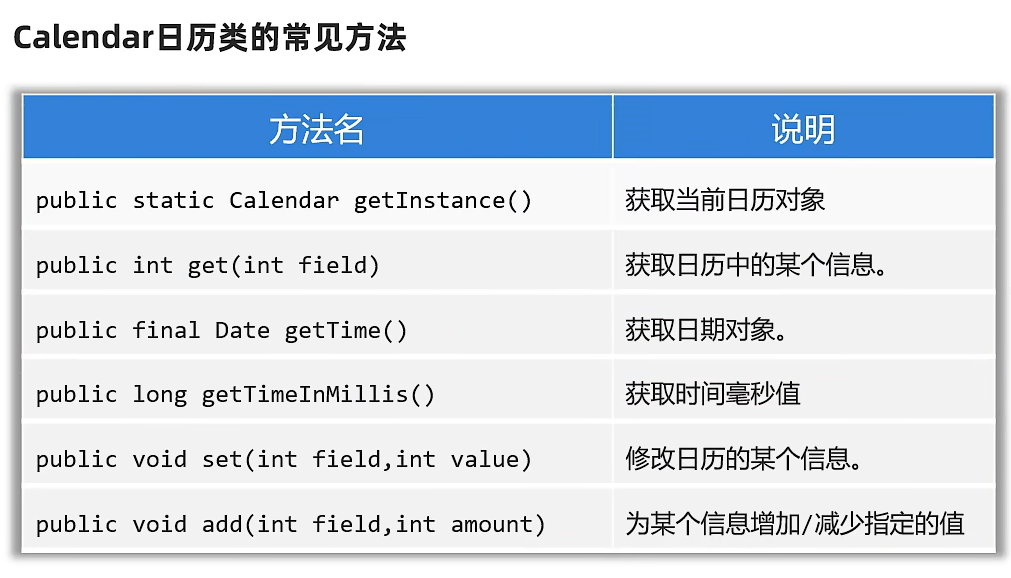 Calendar日历类的常见方法
方法名 说明
public static Calendar getInstance() 获取当前日历对象
public int get(int field) 获取日历中的某个信息。
public final Date getTime() 获取日期对象。
public long getTimeInMillis() 获取时间毫秒值
public void set(int field,int value) 修改日历的某个信息。
public void add(int field,int amount) 为某个信息增加/减少指定的值